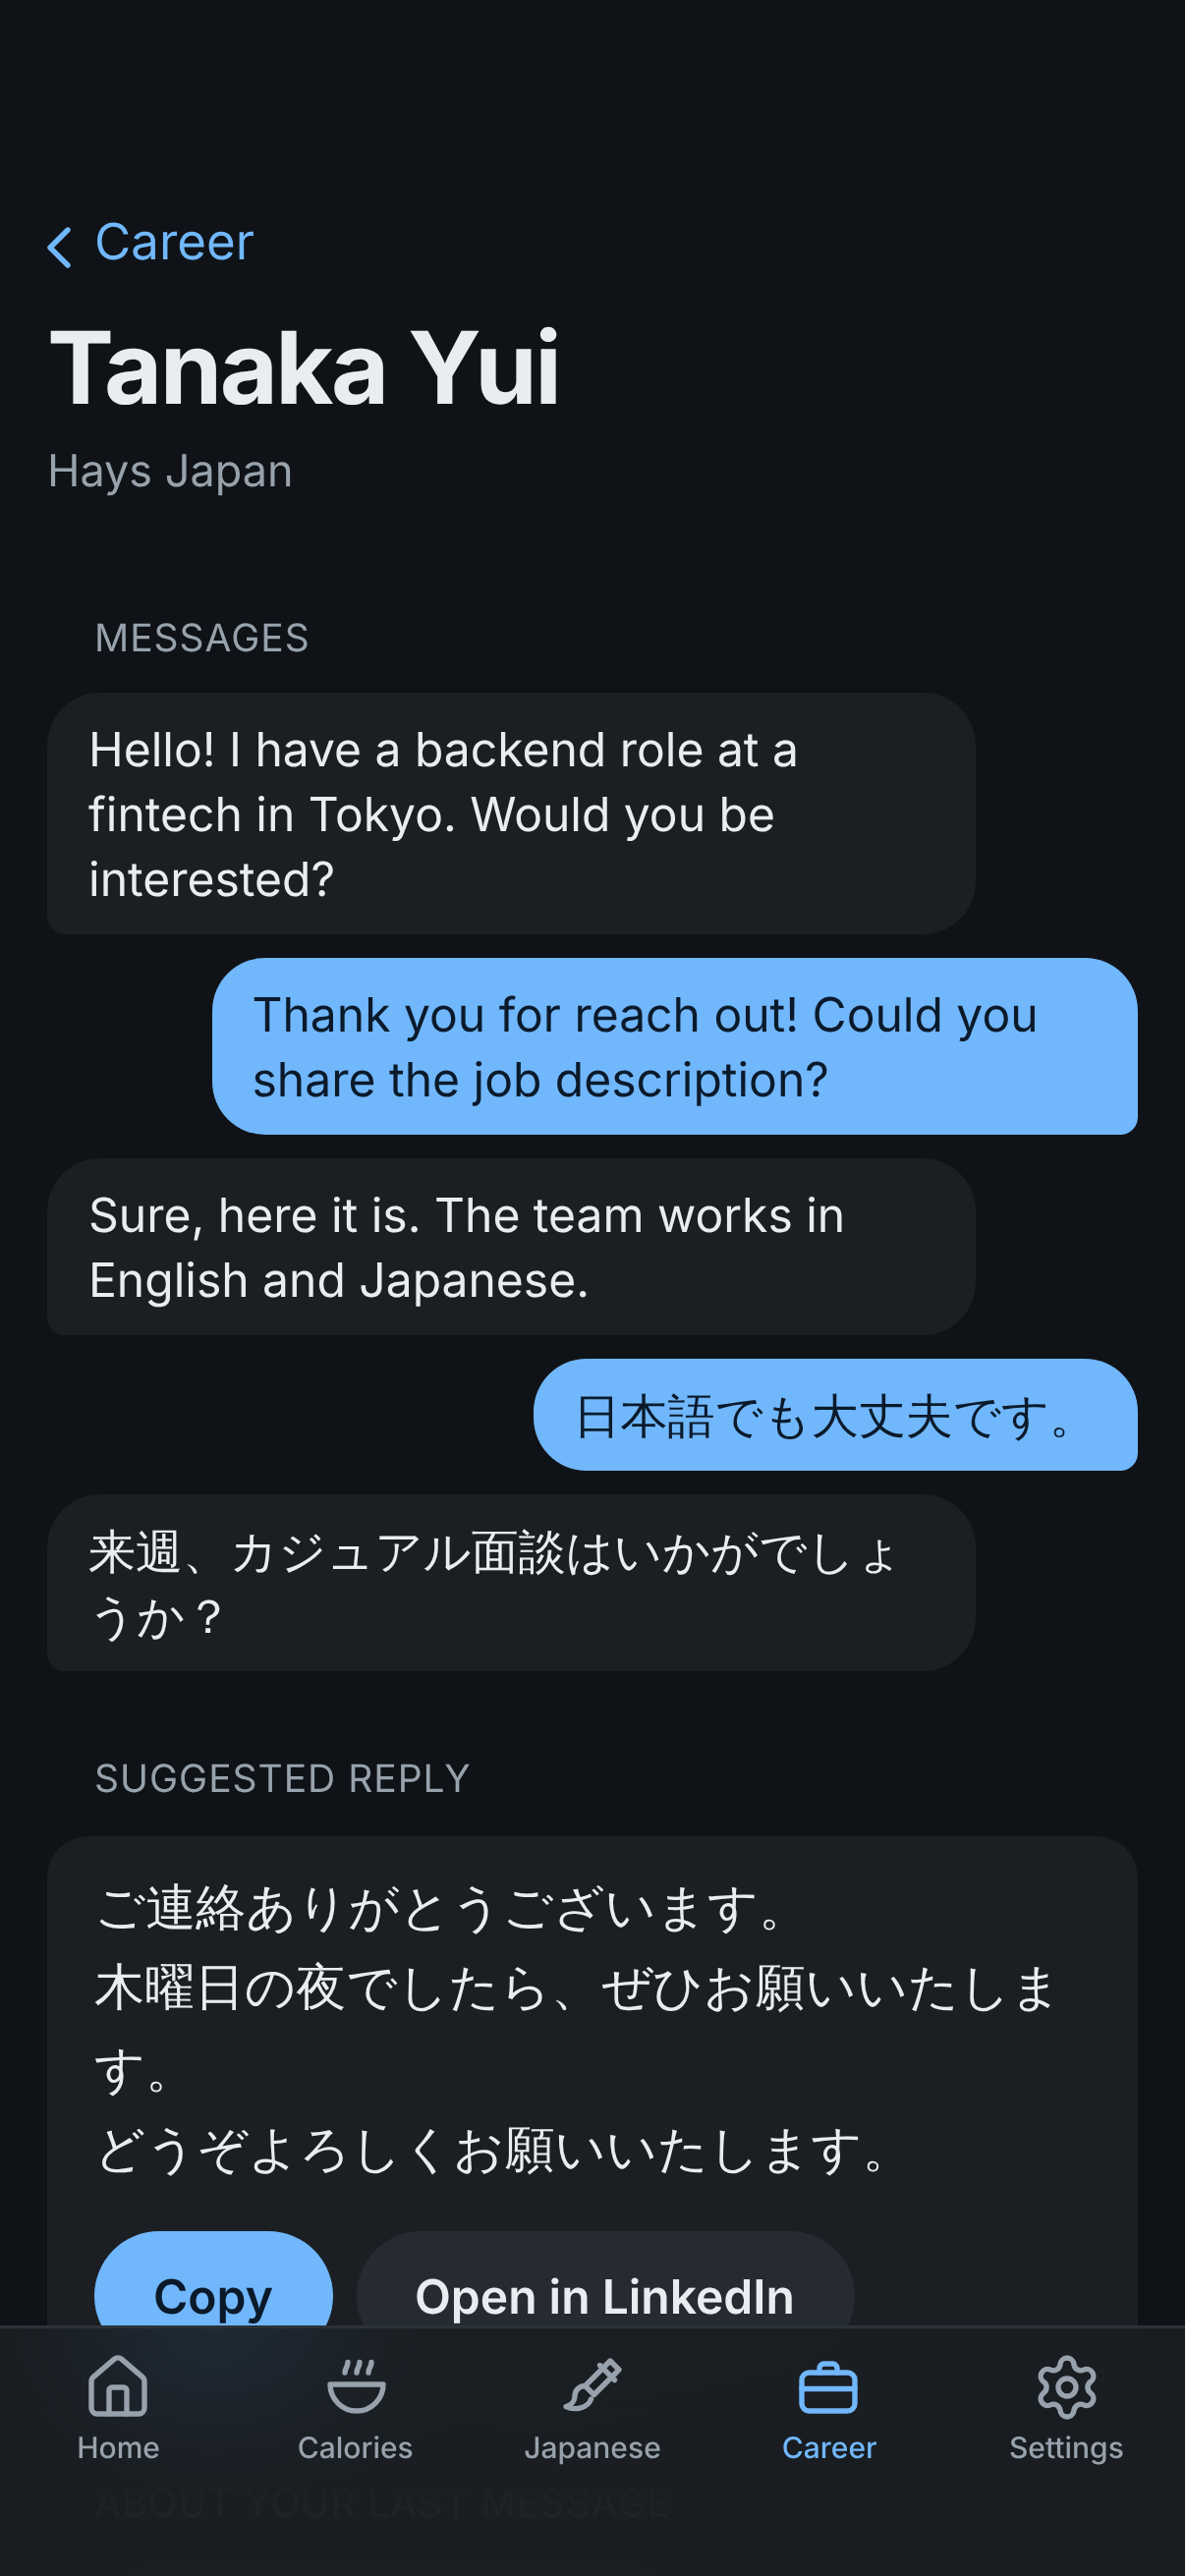 Career
Tanaka Yui
Hays Japan
MESSAGES
Hello! I have a backend role at a
fintech in Tokyo. Would you be
interested?
Thank you for reach out! Could you
share the job description?
Sure, here it is. The team works in
English and Japanese.
日本語でも大丈夫です。
来週、カジュアル面談はいかがでしょ
うか？
SUGGESTED REPLY
ご連絡ありがとうございます。
木曜日の夜でしたら、ぜひお願いいたしま
す。
どうぞよろしくお願いいたします。
Copy
Open in LinkedIn
Home
Calories
Japanese
Career
Settings
ABOUT YOUR LAST MESSAGE